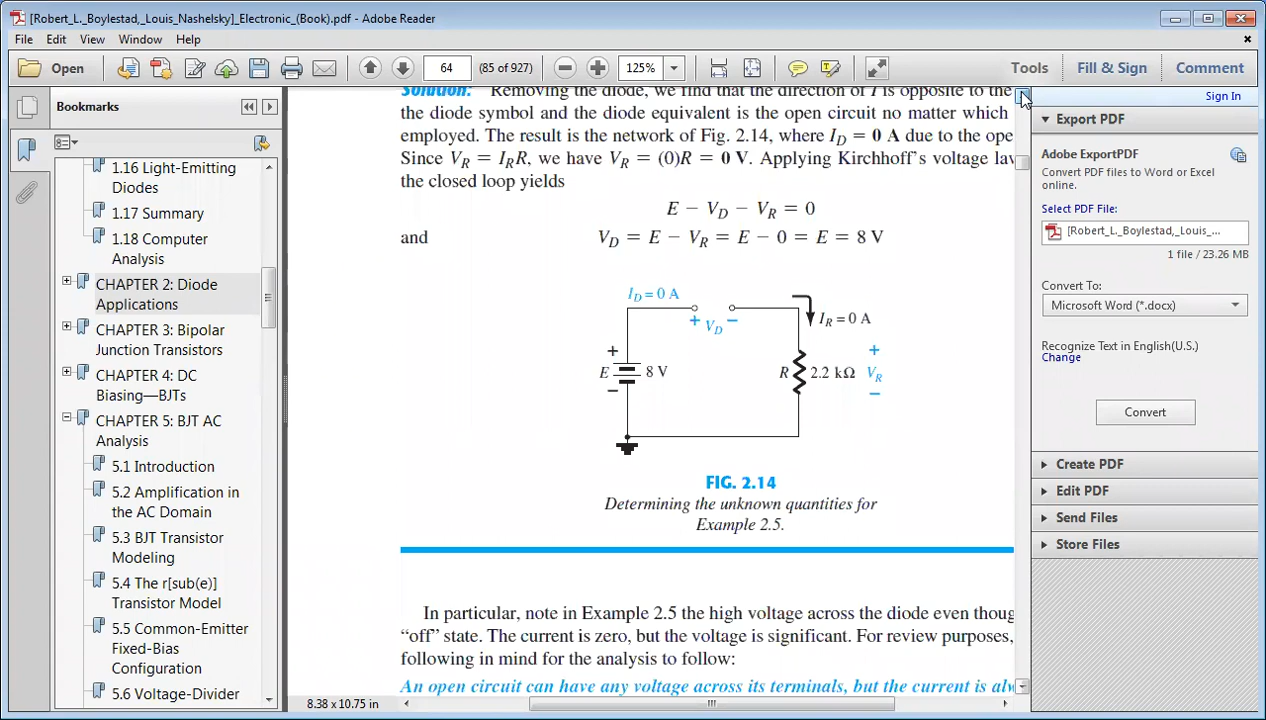 [Robert_L._Boylestad,_Louis_Nashelsky]_Electronic_(Book).pdf - Adobe Reader
File Edit View Window Help
Open 64 (85 of 927) 125% Tools Fill & Sign Comment
Bookmarks
1.16 Light-Emitting
Diodes
1.17 Summary
1.18 Computer
Analysis
CHAPTER 2: Diode
Applications
CHAPTER 3: Bipolar
Junction Transistors
CHAPTER 4: DC
Biasing—BJTs
CHAPTER 5: BJT AC
Analysis
5.1 Introduction
5.2 Amplification in
the AC Domain
5.3 BJT Transistor
Modeling
5.4 The r[sub(e)]
Transistor Model
5.5 Common-Emitter
Fixed-Bias
Configuration
5.6 Voltage-Divider
Solution: Removing the diode, we find that the direction of I is opposite to the
the diode symbol and the diode equivalent is the open circuit no matter which
employed. The result is the network of Fig. 2.14, where I_D = 0 A due to the ope
Since V_R = I_R R, we have V_R = (0)R = 0 V. Applying Kirchhoff's voltage lav
the closed loop yields
E − V_D − V_R = 0
and V_D = E − V_R = E − 0 = E = 8 V
I_D = 0 A
+ V_D −
I_R = 0 A
+
E 8 V
−
R 2.2 kΩ
+
V_R
−
FIG. 2.14
Determining the unknown quantities for
Example 2.5.
In particular, note in Example 2.5 the high voltage across the diode even thoug
“off” state. The current is zero, but the voltage is significant. For review purposes,
following in mind for the analysis to follow:
An open circuit can have any voltage across its terminals, but the current is alw
8.38 x 10.75 in
Sign In
Export PDF
Adobe ExportPDF
Convert PDF files to Word or Excel
online.
Select PDF File:
[Robert_L._Boylestad,_Louis_...
1 file / 23.26 MB
Convert To:
Microsoft Word (*.docx)
Recognize Text in English(U.S.)
Change
Convert
Create PDF
Edit PDF
Send Files
Store Files